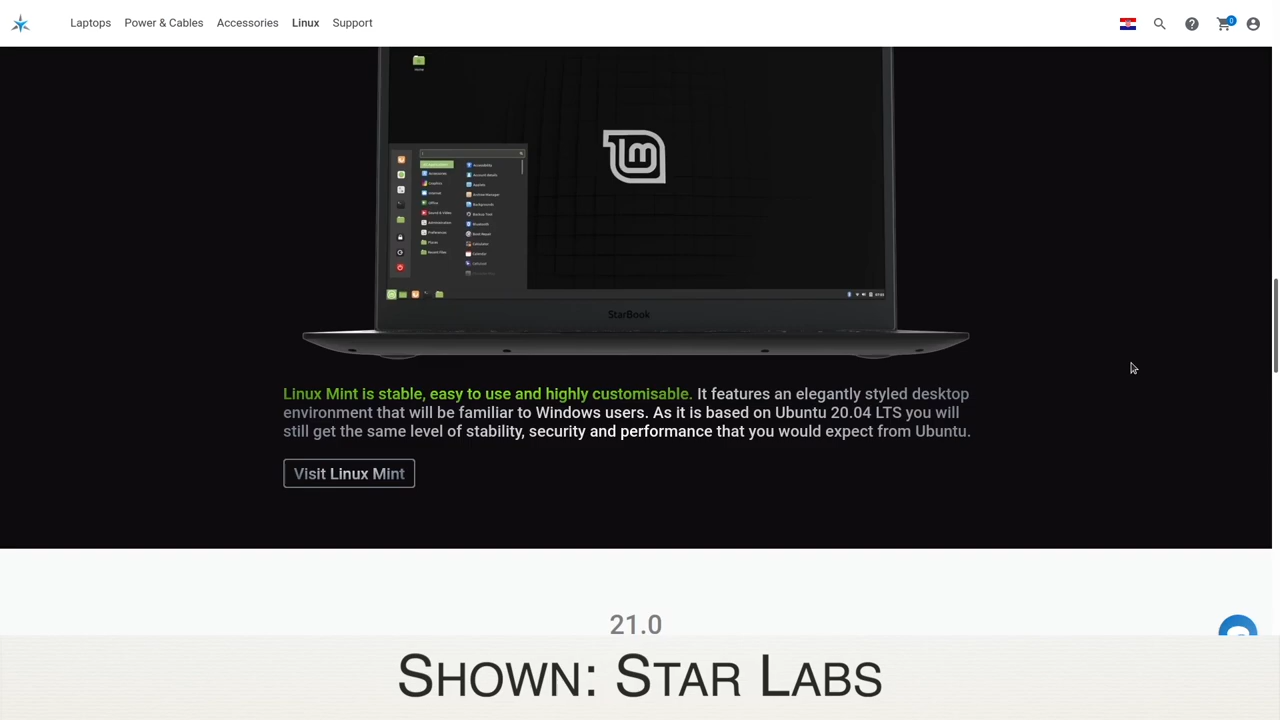 Laptops Power & Cables Accessories Linux Support
0
Home
StarBook
Linux Mint is stable, easy to use and highly customisable. It features an elegantly styled desktop
environment that will be familiar to Windows users. As it is based on Ubuntu 20.04 LTS you will
still get the same level of stability, security and performance that you would expect from Ubuntu.
Visit Linux Mint
21.0
SHOWN: STAR LABS